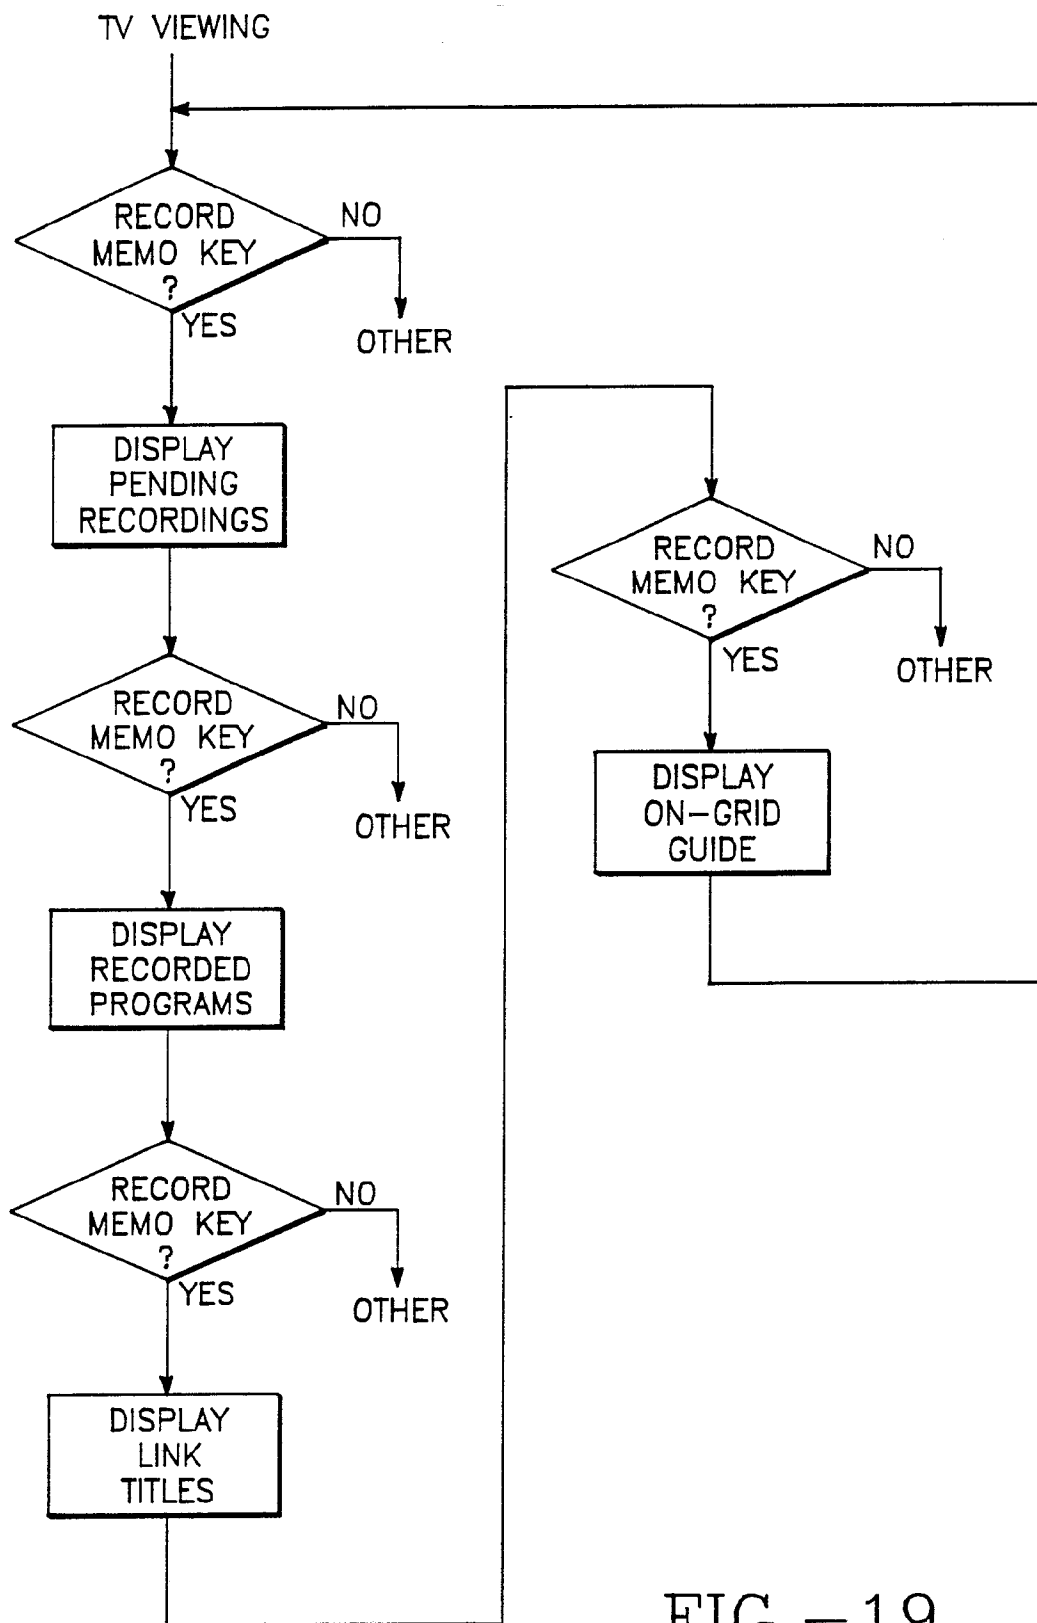 TV VIEWING
RECORD
MEMO KEY
?
NO
YES
OTHER
DISPLAY
PENDING
RECORDINGS
RECORD
MEMO KEY
?
NO
YES
OTHER
DISPLAY
RECORDED
PROGRAMS
RECORD
MEMO KEY
?
NO
YES
OTHER
DISPLAY
LINK
TITLES
RECORD
MEMO KEY
?
NO
YES
OTHER
DISPLAY
ON-GRID
GUIDE
FIG.-19